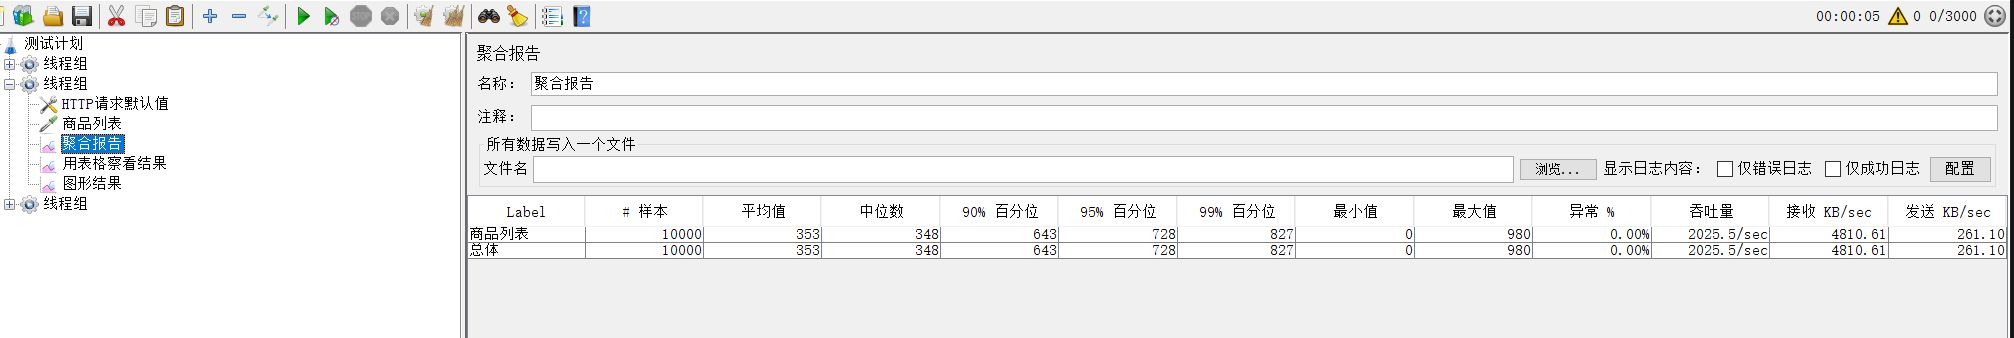 00:00:05 0 0/3000
测试计划
线程组
线程组
HTTP请求默认值
商品列表
聚合报告
用表格察看结果
图形结果
线程组
聚合报告
名称： 聚合报告
注释：
所有数据写入一个文件
文件名 浏览... 显示日志内容： 仅错误日志 仅成功日志 配置
Label # 样本 平均值 中位数 90% 百分位 95% 百分位 99% 百分位 最小值 最大值 异常 % 吞吐量 接收 KB/sec 发送 KB/sec
商品列表 10000 353 348 643 728 827 0 980 0.00% 2025.5/sec 4810.61 261.10
总体 10000 353 348 643 728 827 0 980 0.00% 2025.5/sec 4810.61 261.10